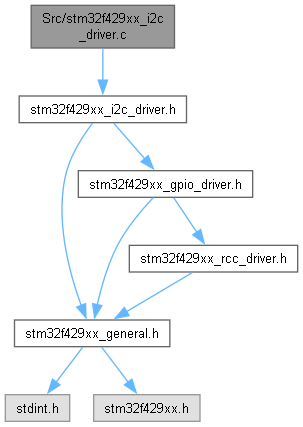 Src/stm32f429xx_i2c
_driver.c
stm32f429xx_i2c_driver.h
stm32f429xx_gpio_driver.h
stm32f429xx_rcc_driver.h
stm32f429xx_general.h
stdint.h
stm32f429xx.h